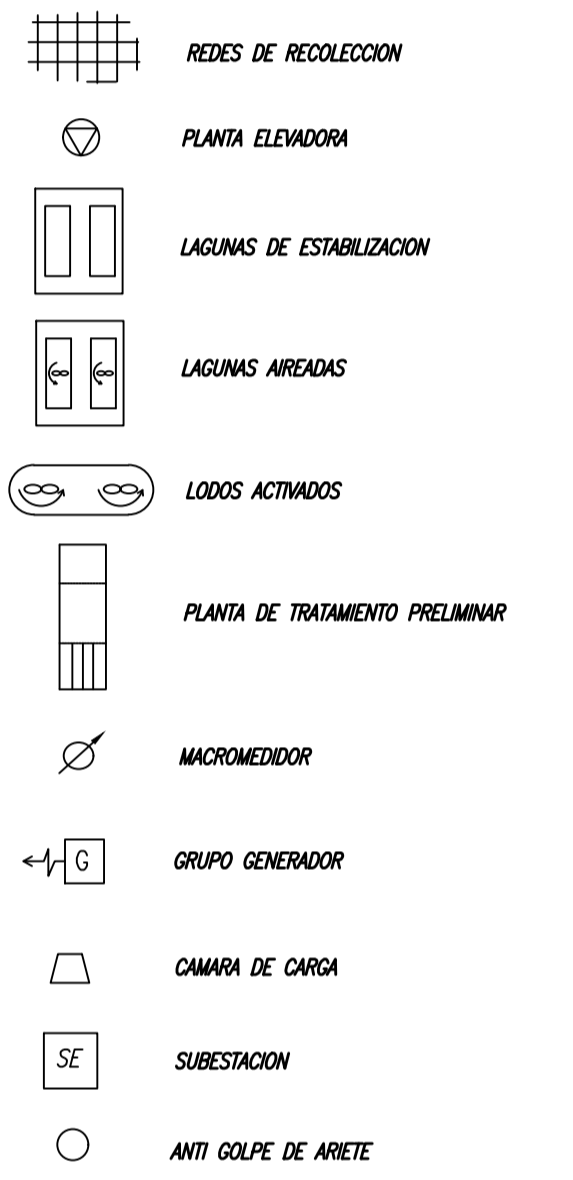 REDES DE RECOLECCION
PLANTA ELEVADORA
LAGUNAS DE ESTABILIZACION
LAGUNAS AIREADAS
LODOS ACTIVADOS
PLANTA DE TRATAMIENTO PRELIMINAR
MACROMEDIDOR
G GRUPO GENERADOR
CAMARA DE CARGA
SE SUBESTACION
ANTI GOLPE DE ARIETE